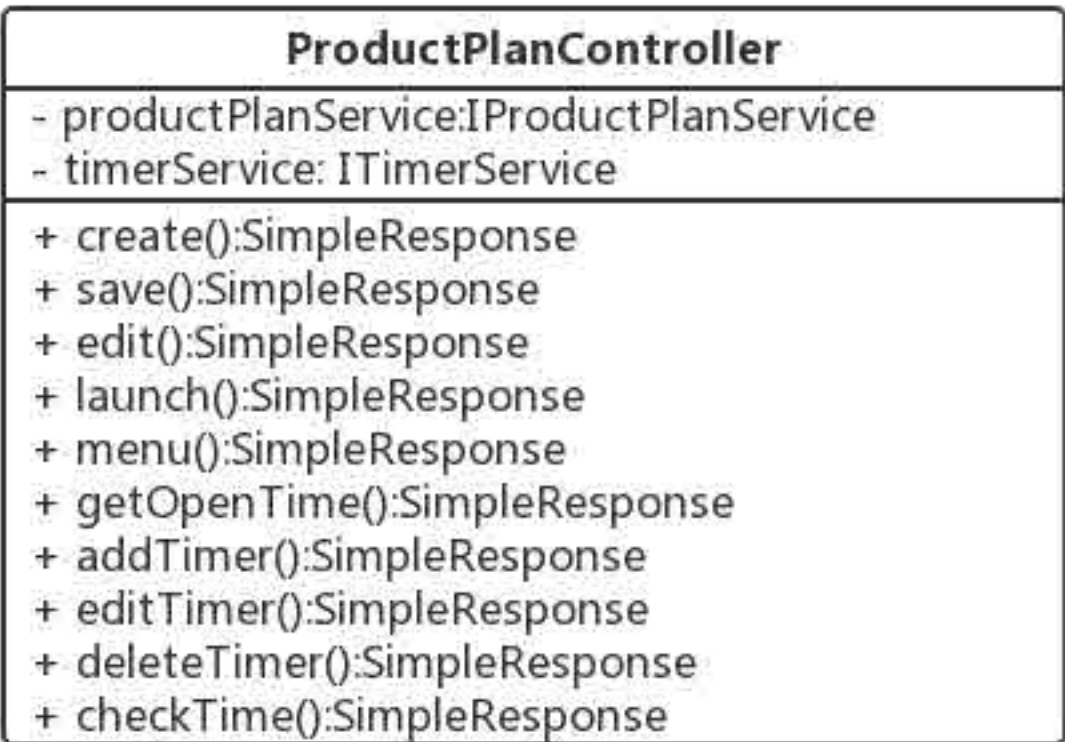 ProductPlanController
- productPlanService:IProductPlanService
- timerService: ITimerService
+ create():SimpleResponse
+ save():SimpleResponse
+ edit():SimpleResponse
+ launch():SimpleResponse
+ menu():SimpleResponse
+ getOpenTime():SimpleResponse
+ addTimer():SimpleResponse
+ editTimer():SimpleResponse
+ deleteTimer():SimpleResponse
+ checkTime():SimpleResponse